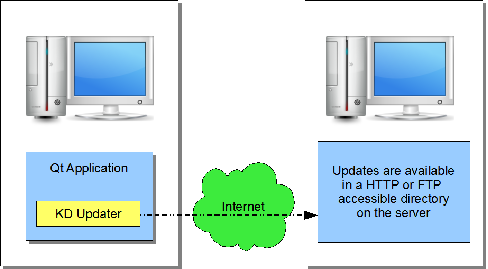 Qt Application
KD Updater
Internet
Updates are available
in a HTTP or FTP
accessible directory
on the server